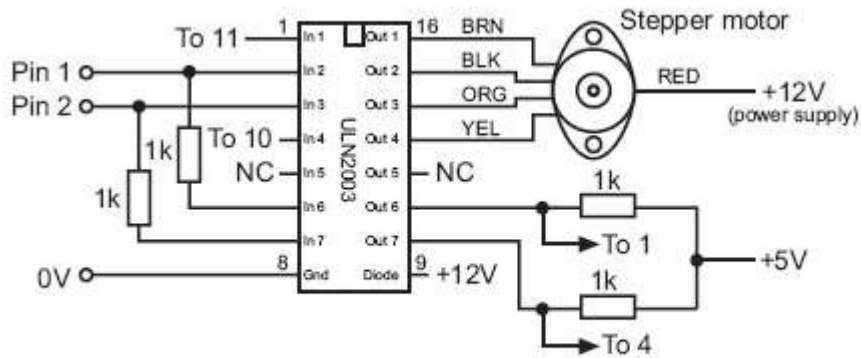 Stepper motor
1
16
BRN
To 11
In 1
Out 1
BLK
Pin 1
In 2
Out 2
RED
+12V
(power supply)
ORG
Pin 2
In 3
Out 3
YEL
To 10
In 4
Out 4
1k
NC
In 5
Out 5
NC
ULN2003
1k
1k
In 6
Out 6
To 1
In 7
Out 7
+5V
0V
8
Gnd
Diode
9
+12V
1k
To 4